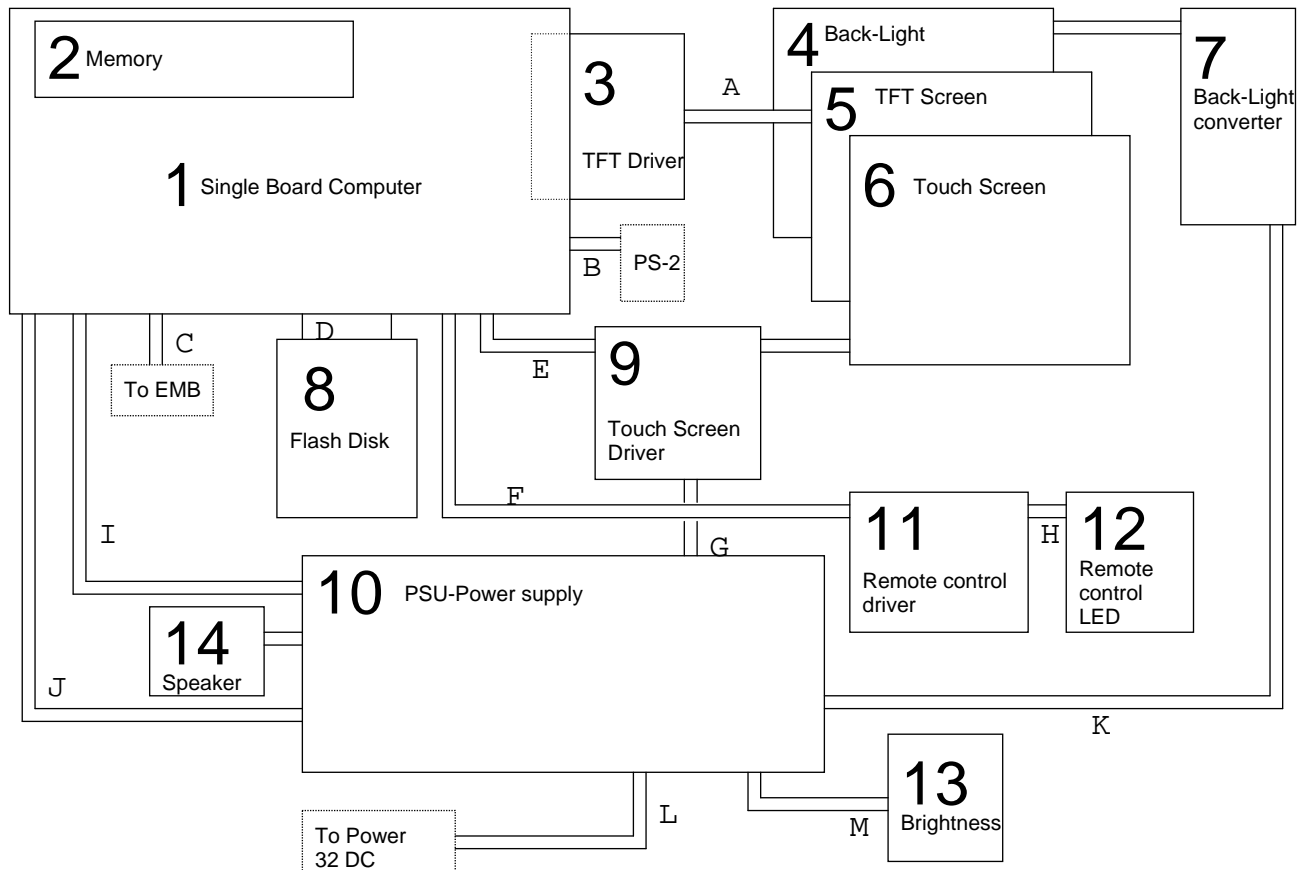 2 Memory
1 Single Board Computer
3
TFT Driver
A
4 Back-Light
5 TFT Screen
6 Touch Screen
7
Back-Light
converter
B
PS-2
C
To EMB
D
8
Flash Disk
E
9
Touch Screen
Driver
F
G
11
Remote control
driver
H
12
Remote
control
LED
I
10 PSU-Power supply
14
Speaker
J
K
L
To Power
32 DC
M
13
Brightness